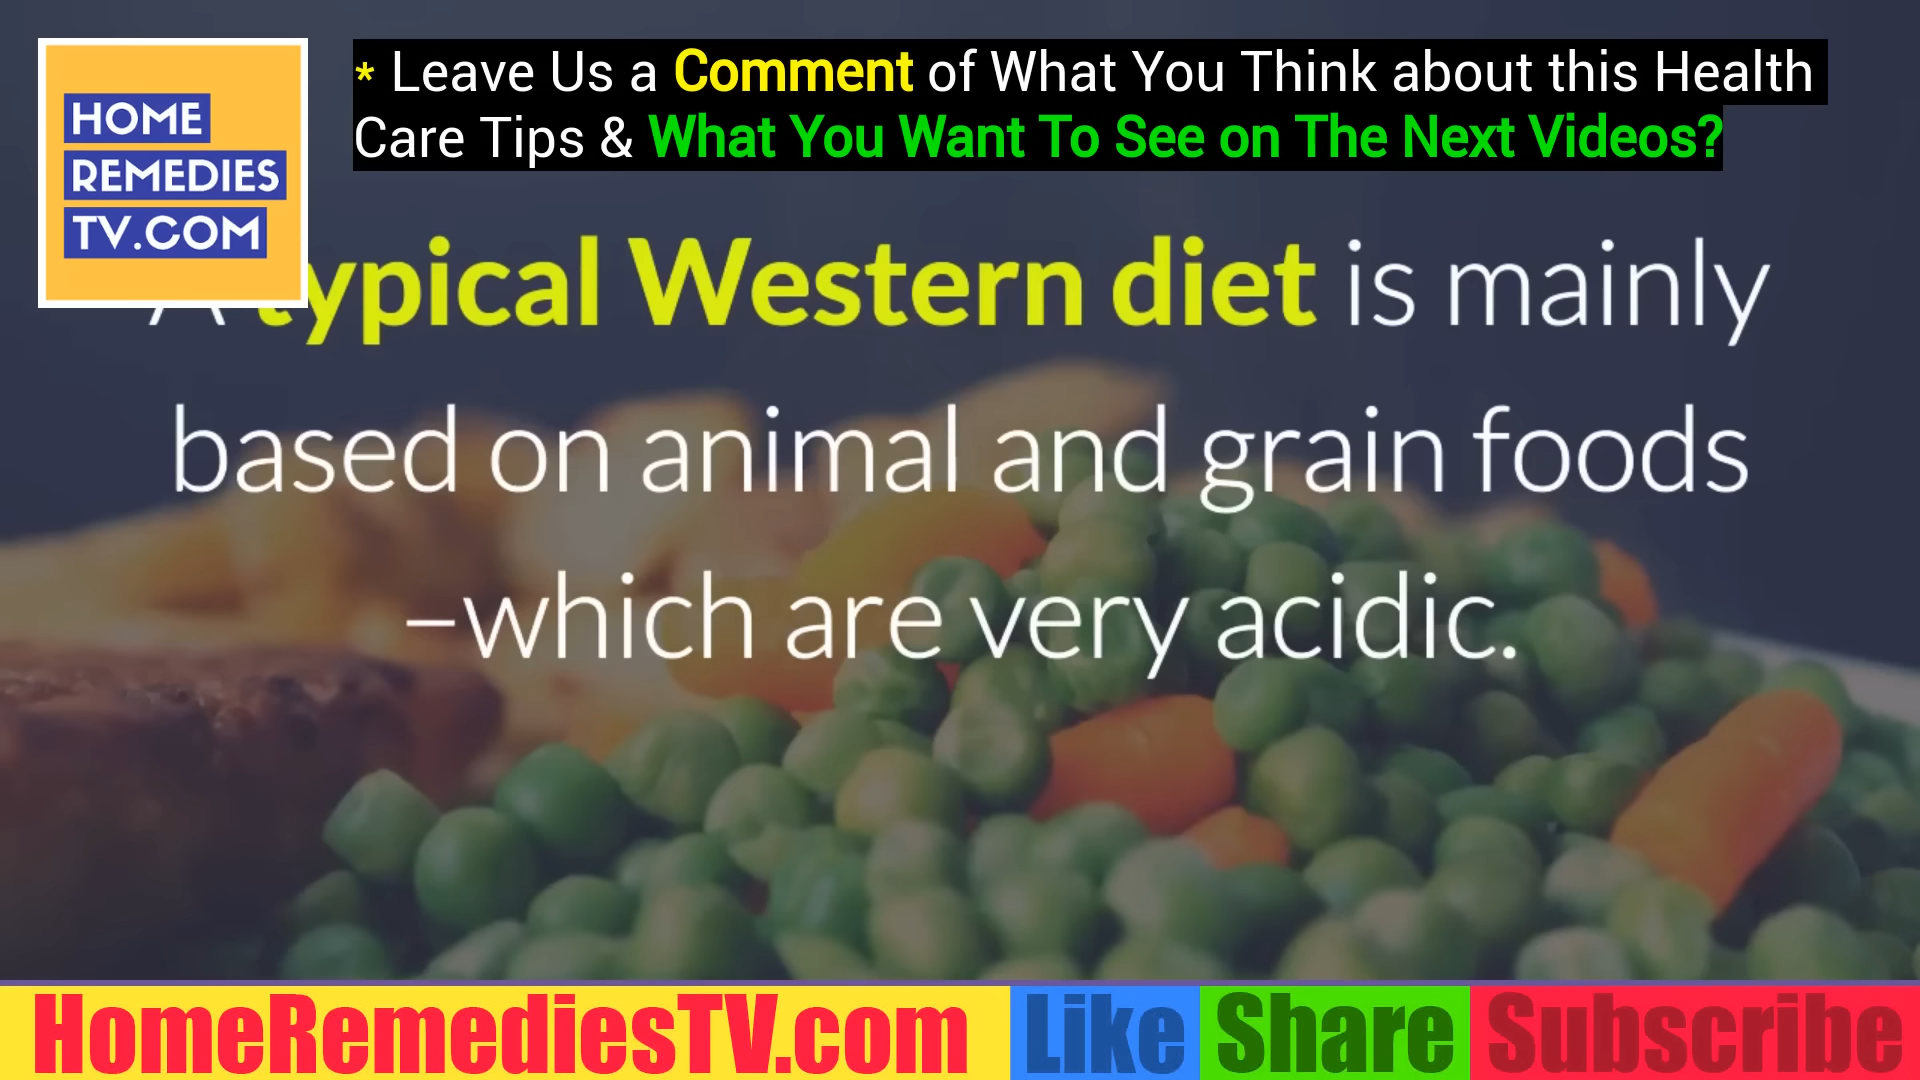 HOME
REMEDIES
TV.COM
* Leave Us a Comment of What You Think about this Health
Care Tips & What You Want To See on The Next Videos?
A typical Western diet is mainly
based on animal and grain foods
–which are very acidic.
HomeRemediesTV.com Like Share Subscribe